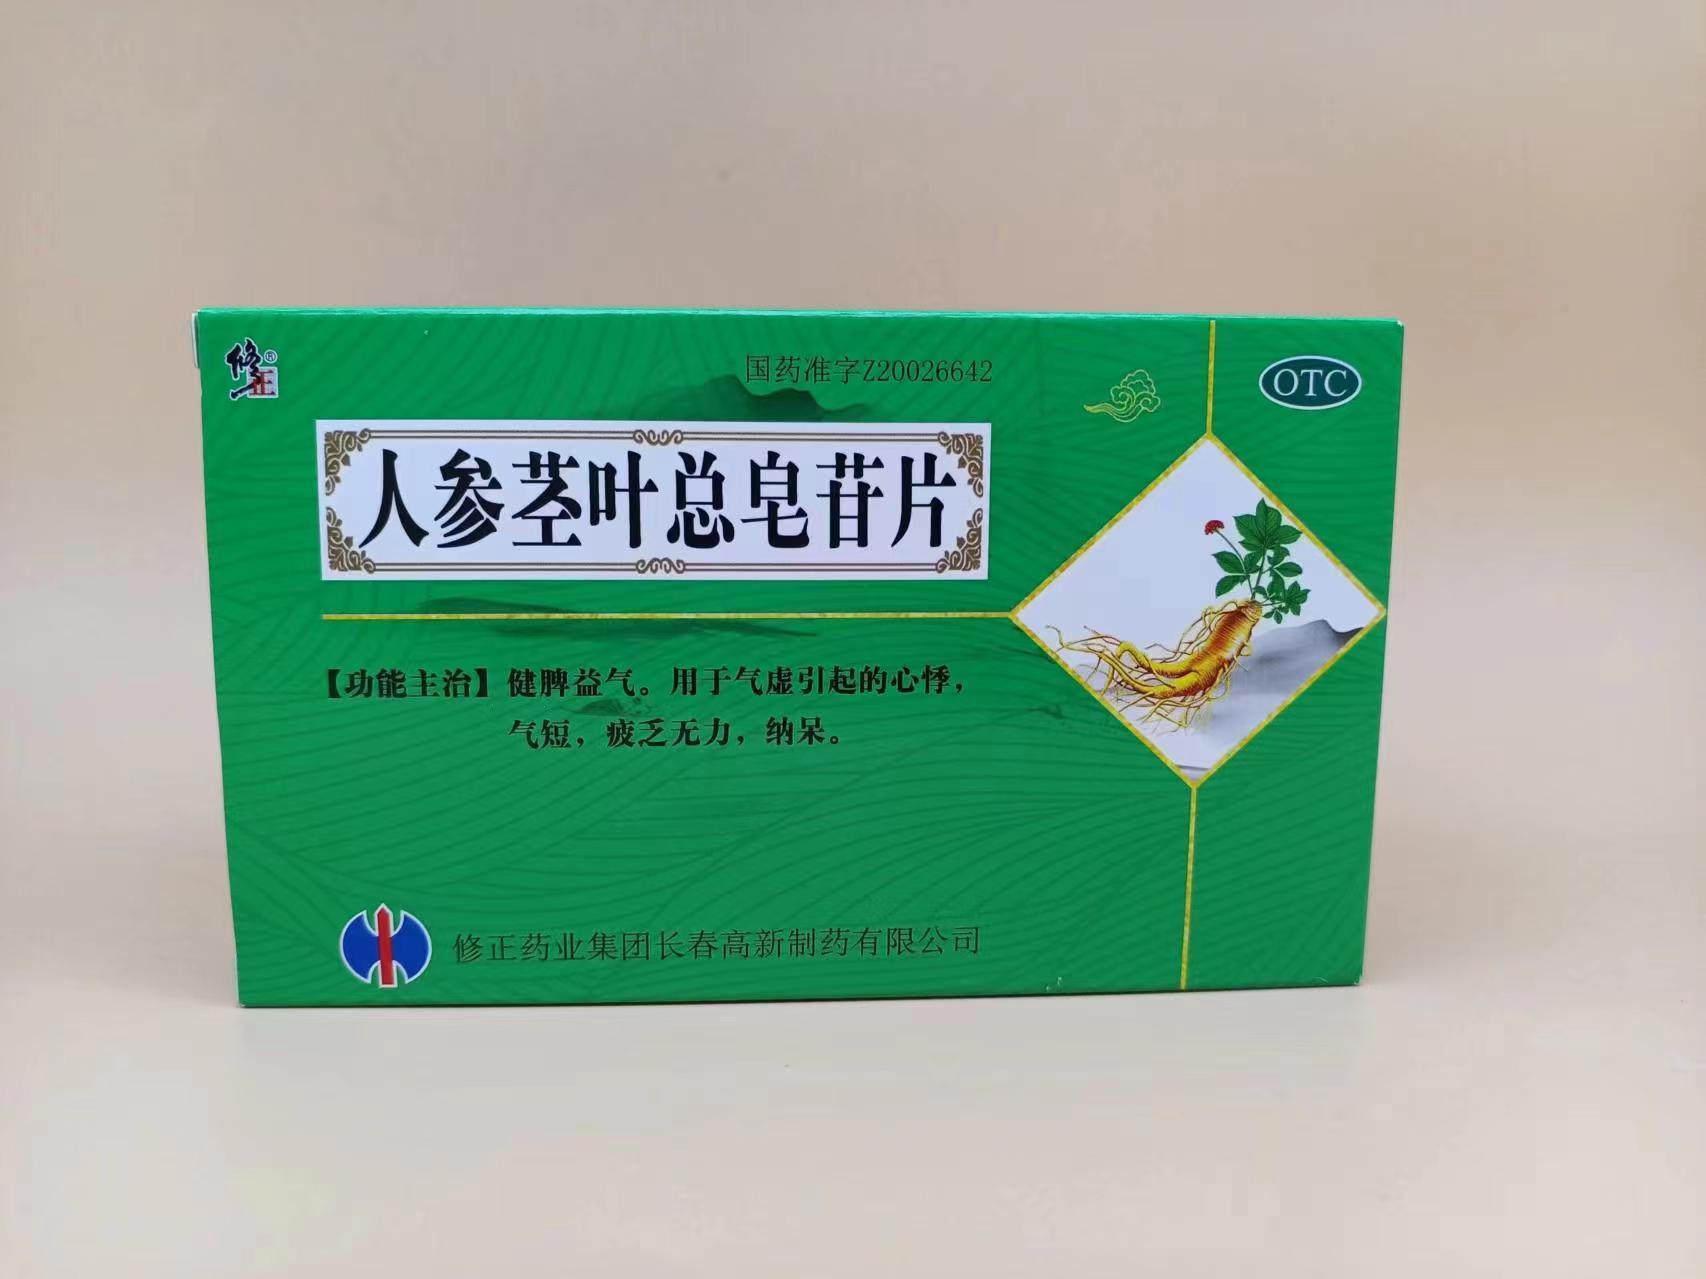 修正®
国药准字Z20026642
OTC
人参茎叶总皂苷片
【功能主治】健脾益气。用于气虚引起的心悸，
气短，疲乏无力，纳呆。
修正药业集团长春高新制药有限公司